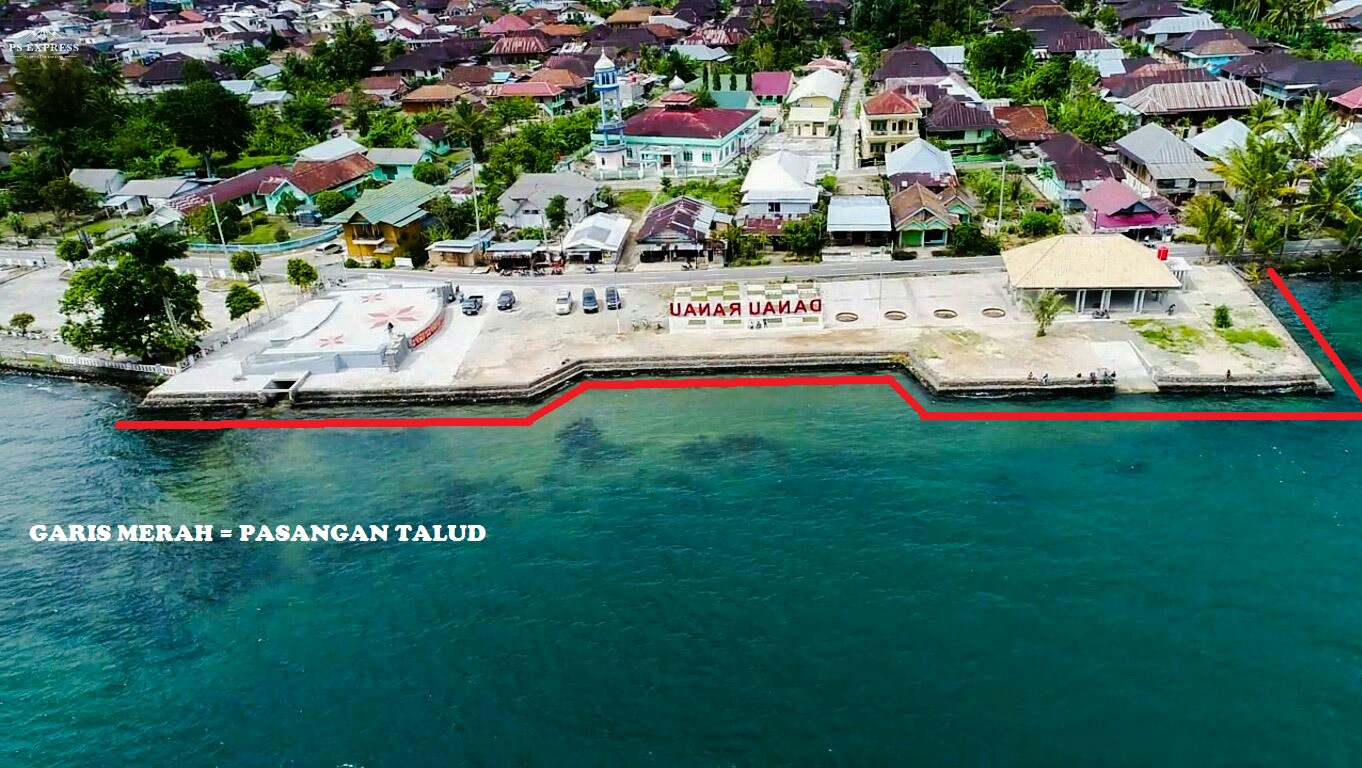 PS EXPRESS
DANAU RANAU
GARIS MERAH = PASANGAN TALUD